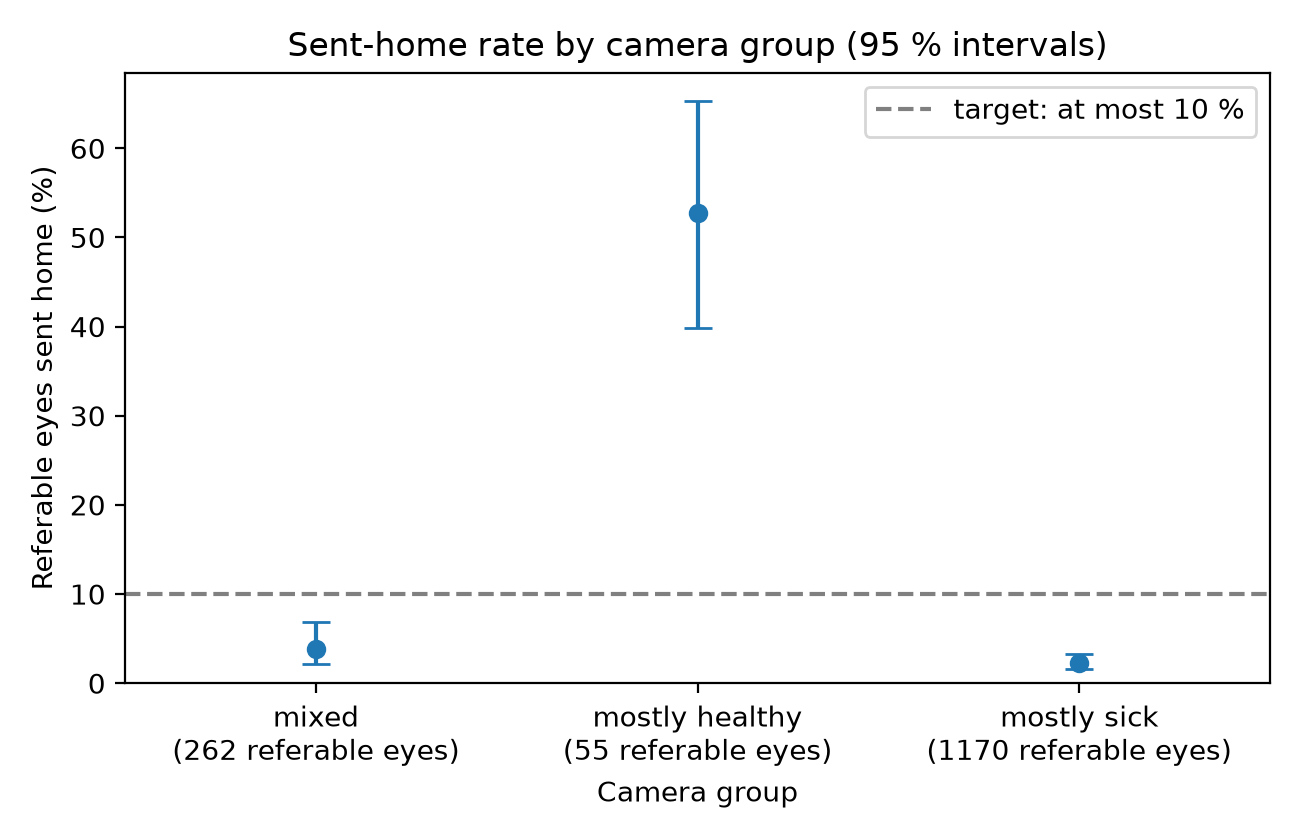 Sent-home rate by camera group (95 % intervals)
target: at most 10 %
Referable eyes sent home (%)
60
50
40
30
20
10
0
mixed
(262 referable eyes)
mostly healthy
(55 referable eyes)
mostly sick
(1170 referable eyes)
Camera group